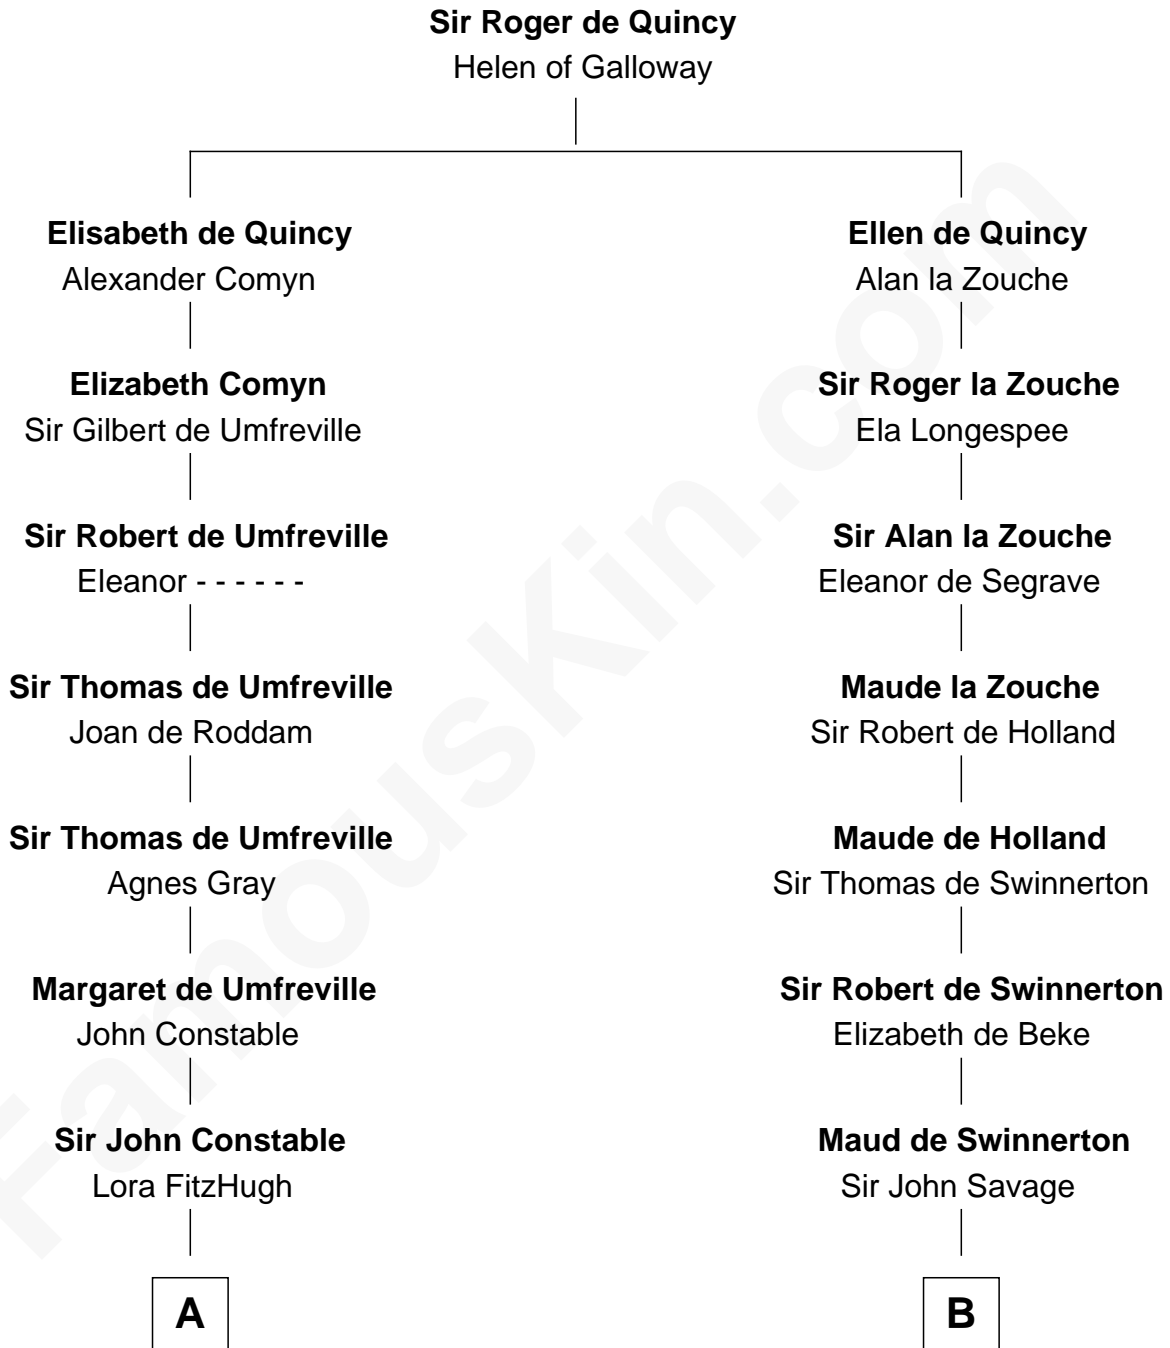 Sir Roger de Quincy
Helen of Galloway
Elisabeth de Quincy
Alexander Comyn
Ellen de Quincy
Alan la Zouche
Elizabeth Comyn
Sir Gilbert de Umfreville
Sir Roger la Zouche
Ela Longespee
Sir Robert de Umfreville
Eleanor - - - - - -
Sir Alan la Zouche
Eleanor de Segrave
Sir Thomas de Umfreville
Joan de Roddam
Maude la Zouche
Sir Robert de Holland
Sir Thomas de Umfreville
Agnes Gray
Maude de Holland
Sir Thomas de Swinnerton
Margaret de Umfreville
John Constable
Sir Robert de Swinnerton
Elizabeth de Beke
Sir John Constable
Lora FitzHugh
Maud de Swinnerton
Sir John Savage
A
B
FamousKin.com